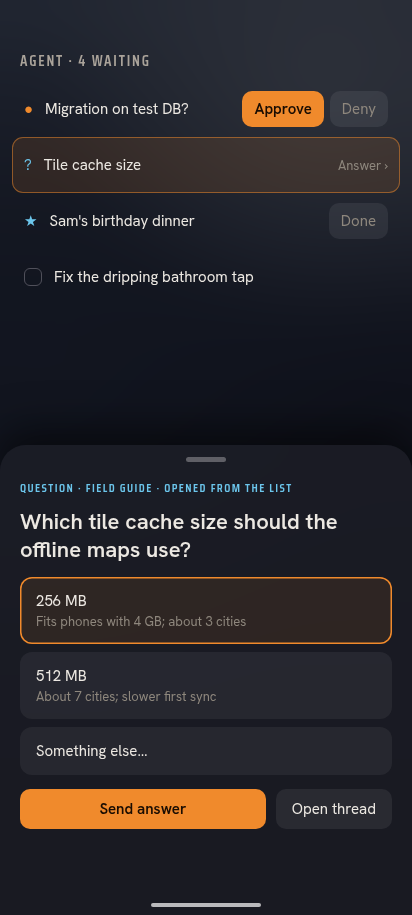 AGENT · 4 WAITING
Migration on test DB? Approve Deny
? Tile cache size Answer ›
★ Sam's birthday dinner Done
Fix the dripping bathroom tap
QUESTION · FIELD GUIDE · OPENED FROM THE LIST
Which tile cache size should the
offline maps use?
256 MB
Fits phones with 4 GB; about 3 cities
512 MB
About 7 cities; slower first sync
Something else…
Send answer Open thread